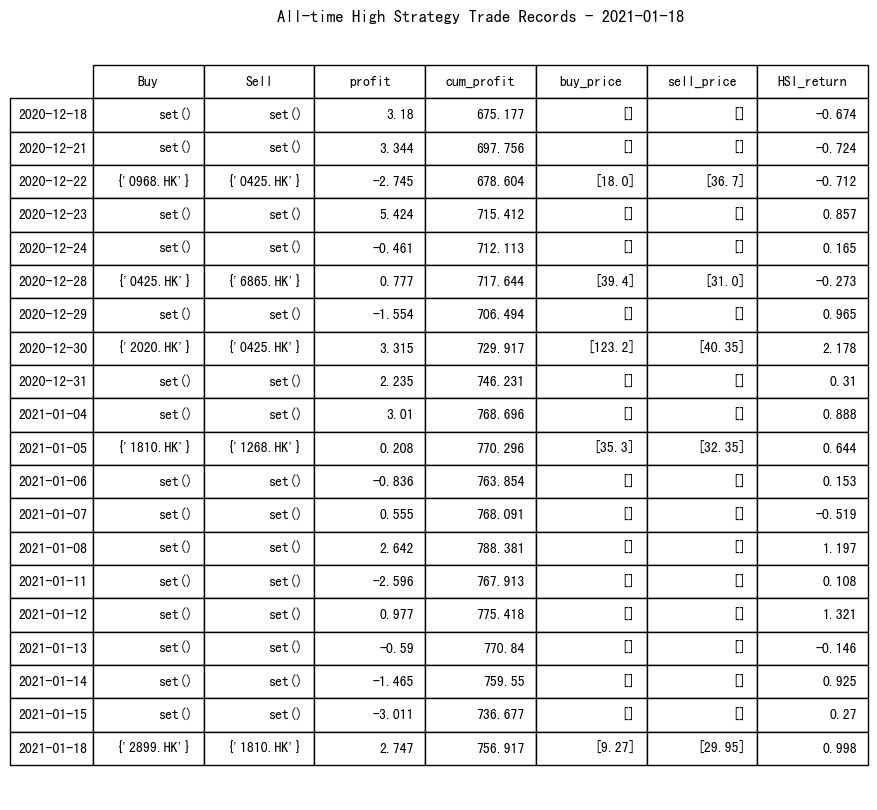 All-time High Strategy Trade Records - 2021-01-18
Buy Sell profit cum_profit buy_price sell_price HSI_return
2020-12-18 set() set() 3.18 675.177 [] [] -0.674
2020-12-21 set() set() 3.344 697.756 [] [] -0.724
2020-12-22 {'0968.HK'} {'0425.HK'} -2.745 678.604 [18.0] [36.7] -0.712
2020-12-23 set() set() 5.424 715.412 [] [] 0.857
2020-12-24 set() set() -0.461 712.113 [] [] 0.165
2020-12-28 {'0425.HK'} {'6865.HK'} 0.777 717.644 [39.4] [31.0] -0.273
2020-12-29 set() set() -1.554 706.494 [] [] 0.965
2020-12-30 {'2020.HK'} {'0425.HK'} 3.315 729.917 [123.2] [40.35] 2.178
2020-12-31 set() set() 2.235 746.231 [] [] 0.31
2021-01-04 set() set() 3.01 768.696 [] [] 0.888
2021-01-05 {'1810.HK'} {'1268.HK'} 0.208 770.296 [35.3] [32.35] 0.644
2021-01-06 set() set() -0.836 763.854 [] [] 0.153
2021-01-07 set() set() 0.555 768.091 [] [] -0.519
2021-01-08 set() set() 2.642 788.381 [] [] 1.197
2021-01-11 set() set() -2.596 767.913 [] [] 0.108
2021-01-12 set() set() 0.977 775.418 [] [] 1.321
2021-01-13 set() set() -0.59 770.84 [] [] -0.146
2021-01-14 set() set() -1.465 759.55 [] [] 0.925
2021-01-15 set() set() -3.011 736.677 [] [] 0.27
2021-01-18 {'2899.HK'} {'1810.HK'} 2.747 756.917 [9.27] [29.95] 0.998